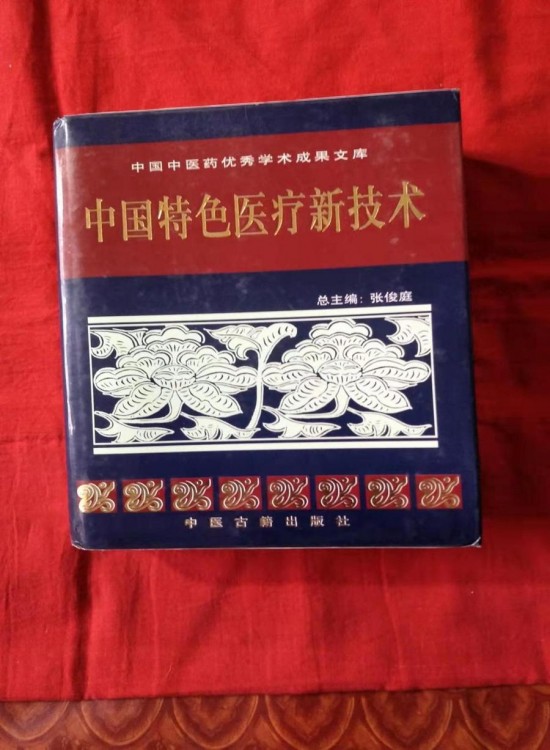 中国中医药优秀学术成果文库
中国特色医疗新技术
总主编：张俊庭
中医古籍出版社